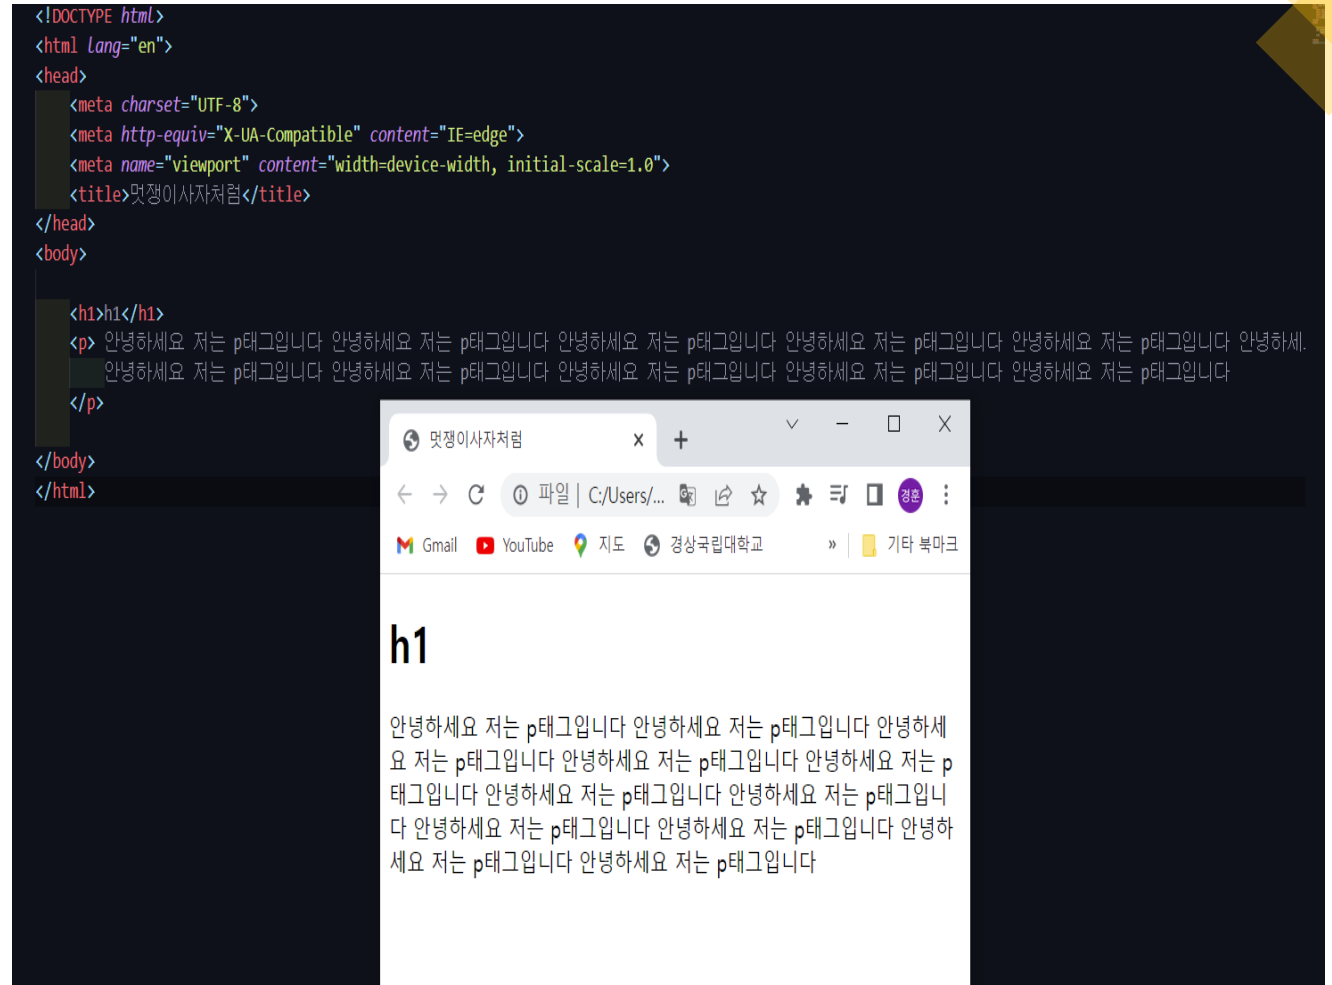 <!DOCTYPE html>
<html lang="en">
<head>
<meta charset="UTF-8">
<meta http-equiv="X-UA-Compatible" content="IE=edge">
<meta name="viewport" content="width=device-width, initial-scale=1.0">
<title>멋쟁이사자처럼</title>
</head>
<body>
<h1>h1</h1>
<p> 안녕하세요 저는 p태그입니다 안녕하세요 저는 p태그입니다 안녕하세요 저는 p태그입니다 안녕하세요 저는 p태그입니다 안녕하세요 저는 p태그입니다 안녕하세.
안녕하세요 저는 p태그입니다 안녕하세요 저는 p태그입니다 안녕하세요 저는 p태그입니다 안녕하세요 저는 p태그입니다 안녕하세요 저는 p태그입니다
</p>
</body>
</html>
멋쟁이사자처럼
파일 | C:/Users/... 경훈
Gmail YouTube 지도 경상국립대학교 » 기타 북마크
h1
안녕하세요 저는 p태그입니다 안녕하세요 저는 p태그입니다 안녕하세
요 저는 p태그입니다 안녕하세요 저는 p태그입니다 안녕하세요 저는 p
태그입니다 안녕하세요 저는 p태그입니다 안녕하세요 저는 p태그입니
다 안녕하세요 저는 p태그입니다 안녕하세요 저는 p태그입니다 안녕하
세요 저는 p태그입니다 안녕하세요 저는 p태그입니다